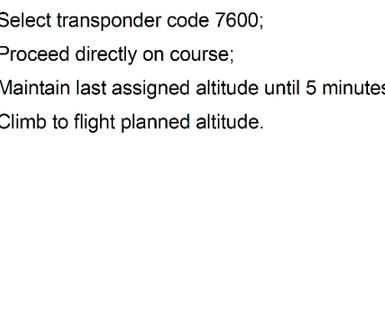 Select transponder code 7600;
Proceed directly on course;
Maintain last assigned altitude until 5 minutes
Climb to flight planned altitude.